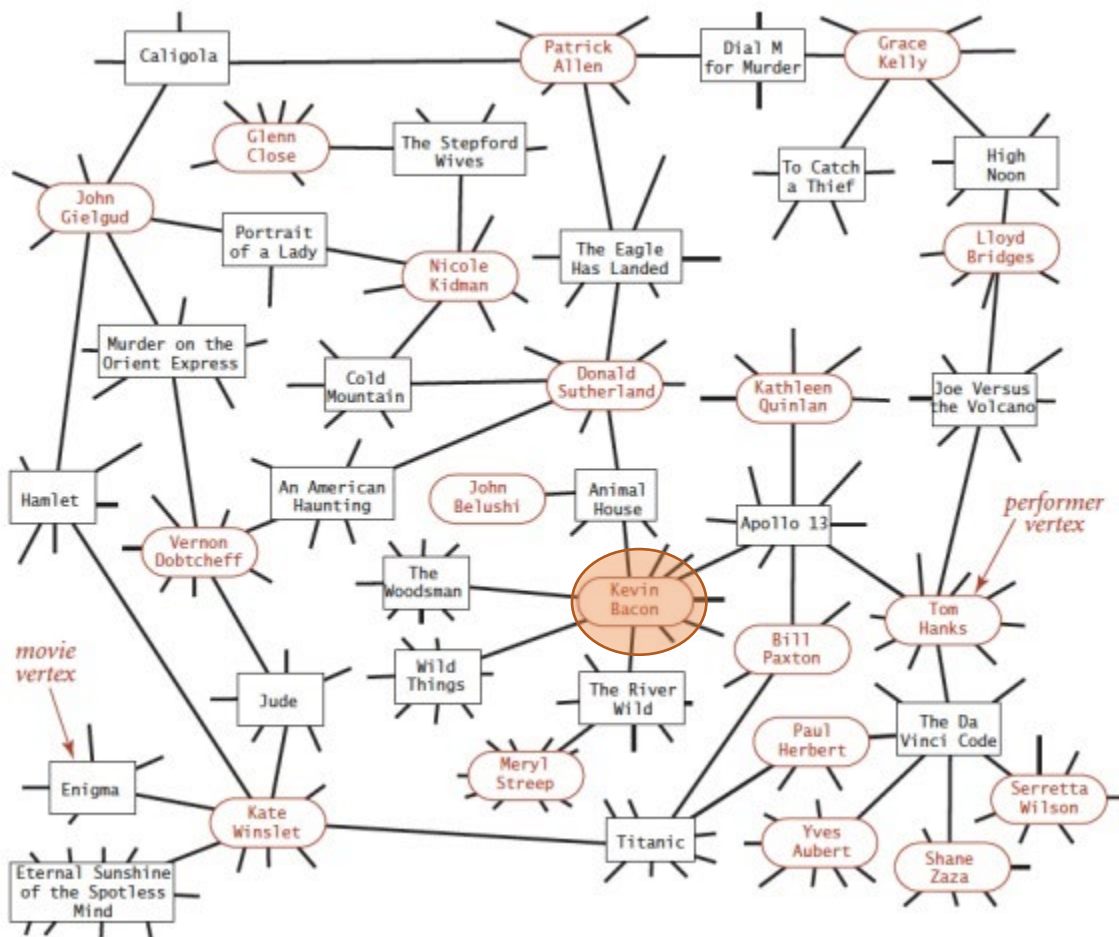 Caligola
Patrick
Allen
Dial M
for Murder
Grace
Kelly
Glenn
Close
The Stepford
Wives
To Catch
a Thief
High
Noon
John
Gielgud
Portrait
of a Lady
Nicole
Kidman
The Eagle
Has Landed
Lloyd
Bridges
Murder on the
Orient Express
Cold
Mountain
Donald
Sutherland
Kathleen
Quinlan
Joe Versus
the Volcano
Hamlet
An American
Haunting
John
Belushi
Animal
House
Apollo 13
performer
vertex
Vernon
Dobtcheff
The
Woodsman
Kevin
Bacon
Tom
Hanks
Bill
Paxton
movie
vertex
Jude
Wild
Things
The River
Wild
Paul
Herbert
The Da
Vinci Code
Enigma
Meryl
Streep
Serretta
Wilson
Kate
Winslet
Titanic
Yves
Aubert
Shane
Zaza
Eternal Sunshine
of the Spotless
Mind